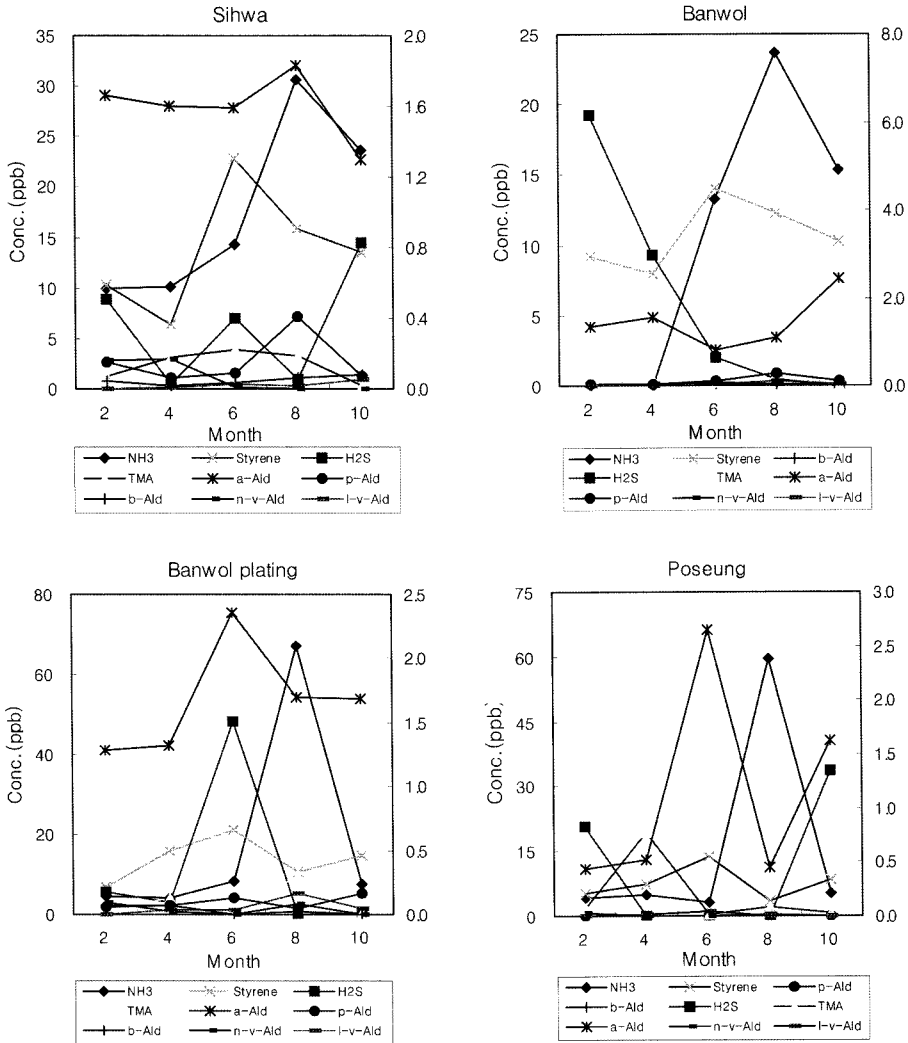 Sihwa
35
30
25
20
15
10
5
0
2.0
1.6
1.2
0.8
0.4
0.0
Conc.(ppb)
2 4 6 8 10
Month
NH3 Styrene H2S
TMA a-Ald p-Ald
b-Ald n-v-Ald l-v-Ald
Banwol
25
20
15
10
5
0
8.0
6.0
4.0
2.0
0.0
Conc.(ppb)
2 4 6 8 10
Month
NH3 Styrene b-Ald
H2S TMA a-Ald
p-Ald n-v-Ald l-v-Ald
Banwol plating
80
60
40
20
0
2.5
2.0
1.5
1.0
0.5
0.0
Conc.(ppb)
2 4 6 8 10
Month
NH3 Styrene H2S
TMA a-Ald p-Ald
b-Ald n-v-Ald l-v-Ald
Poseung
75
60
45
30
15
0
3.0
2.5
2.0
1.5
1.0
0.5
0.0
Conc.(ppb)
2 4 6 8 10
Month
NH3 Styrene p-Ald
b-Ald H2S TMA
a-Ald n-v-Ald l-v-Ald